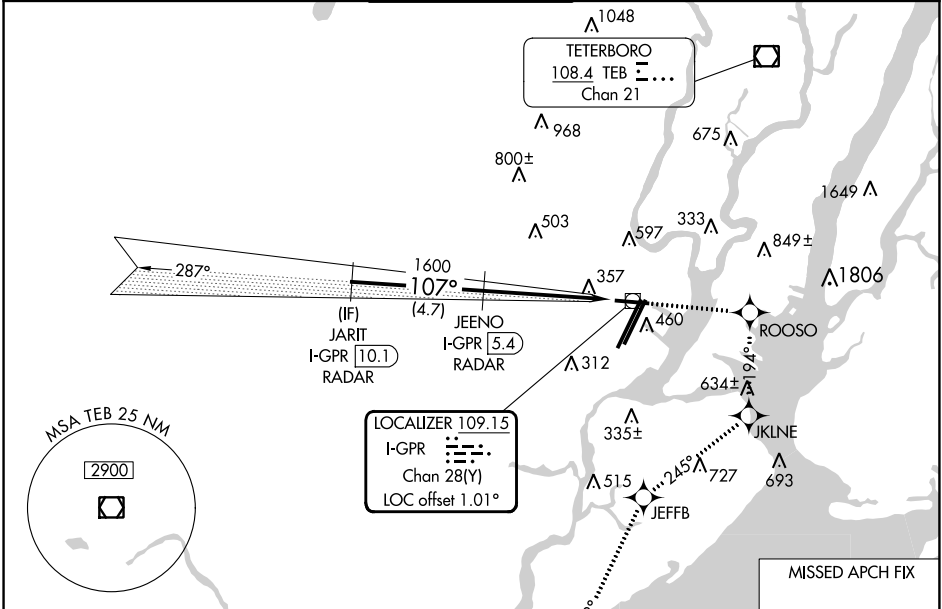 1048
TETERBORO
108.4 TEB
Chan 21
968
675
800±
1649
503
597
333
849±
1806
287°
1600
107°
(4.7)
357
(IF)
JARIT
I-GPR 10.1
RADAR
JEENO
I-GPR 5.4
RADAR
460
ROOSO
312
194°
634±
LOCALIZER 109.15
I-GPR
Chan 28(Y)
LOC offset 1.01°
335±
JKLNE
MSA TEB 25 NM
2900
515
245°
727
693
JEFFB
MISSED APCH FIX